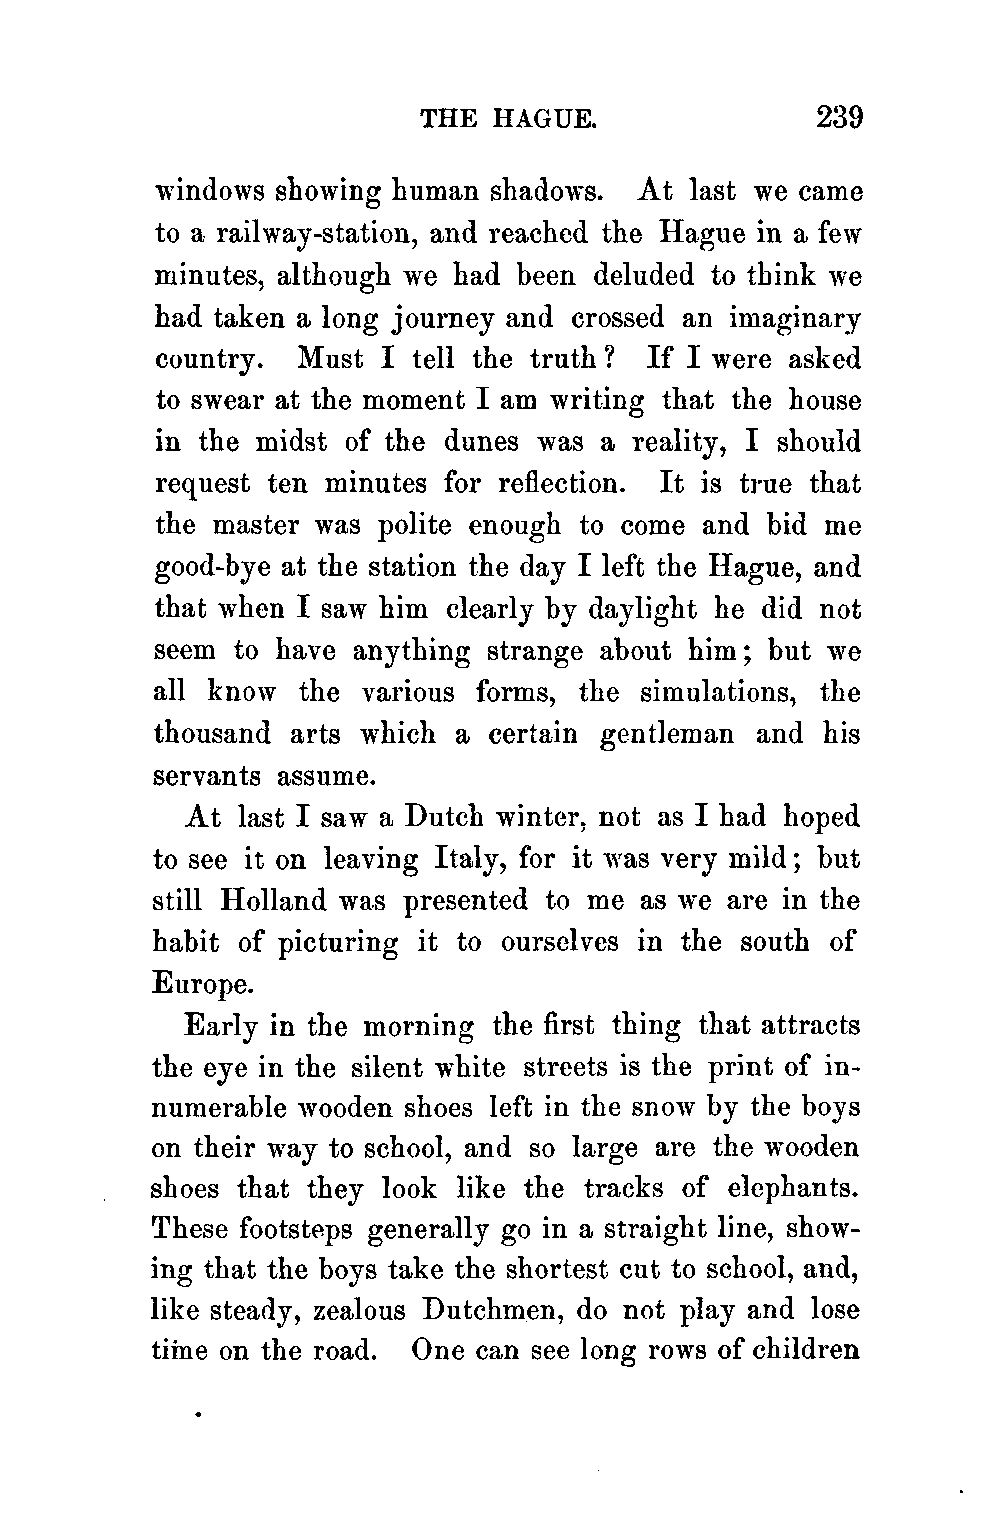 THE HAGUE. 239
windows showing human shadows. At last we came
to a railway-station, and reached the Hague in a few
minutes, although we had been deluded to think we
had taken a long journey and crossed an imaginary
country. Must I tell the truth? If I were asked
to swear at the moment I am writing that the house
in the midst of the dunes was a reality, I should
request ten minutes for reflection. It is true that
the master was polite enough to come and bid me
good-bye at the station the day I left the Hague, and
that when I saw him clearly by daylight he did not
seem to have anything strange about him; but we
all know the various forms, the simulations, the
thousand arts which a certain gentleman and his
servants assume.
At last I saw a Dutch winter, not as I had hoped
to see it on leaving Italy, for it was very mild; but
still Holland was presented to me as we are in the
habit of picturing it to ourselves in the south of
Europe.
Early in the morning the first thing that attracts
the eye in the silent white streets is the print of in-
numerable wooden shoes left in the snow by the boys
on their way to school, and so large are the wooden
shoes that they look like the tracks of elephants.
These footsteps generally go in a straight line, show-
ing that the boys take the shortest cut to school, and,
like steady, zealous Dutchmen, do not play and lose
time on the road. One can see long rows of children